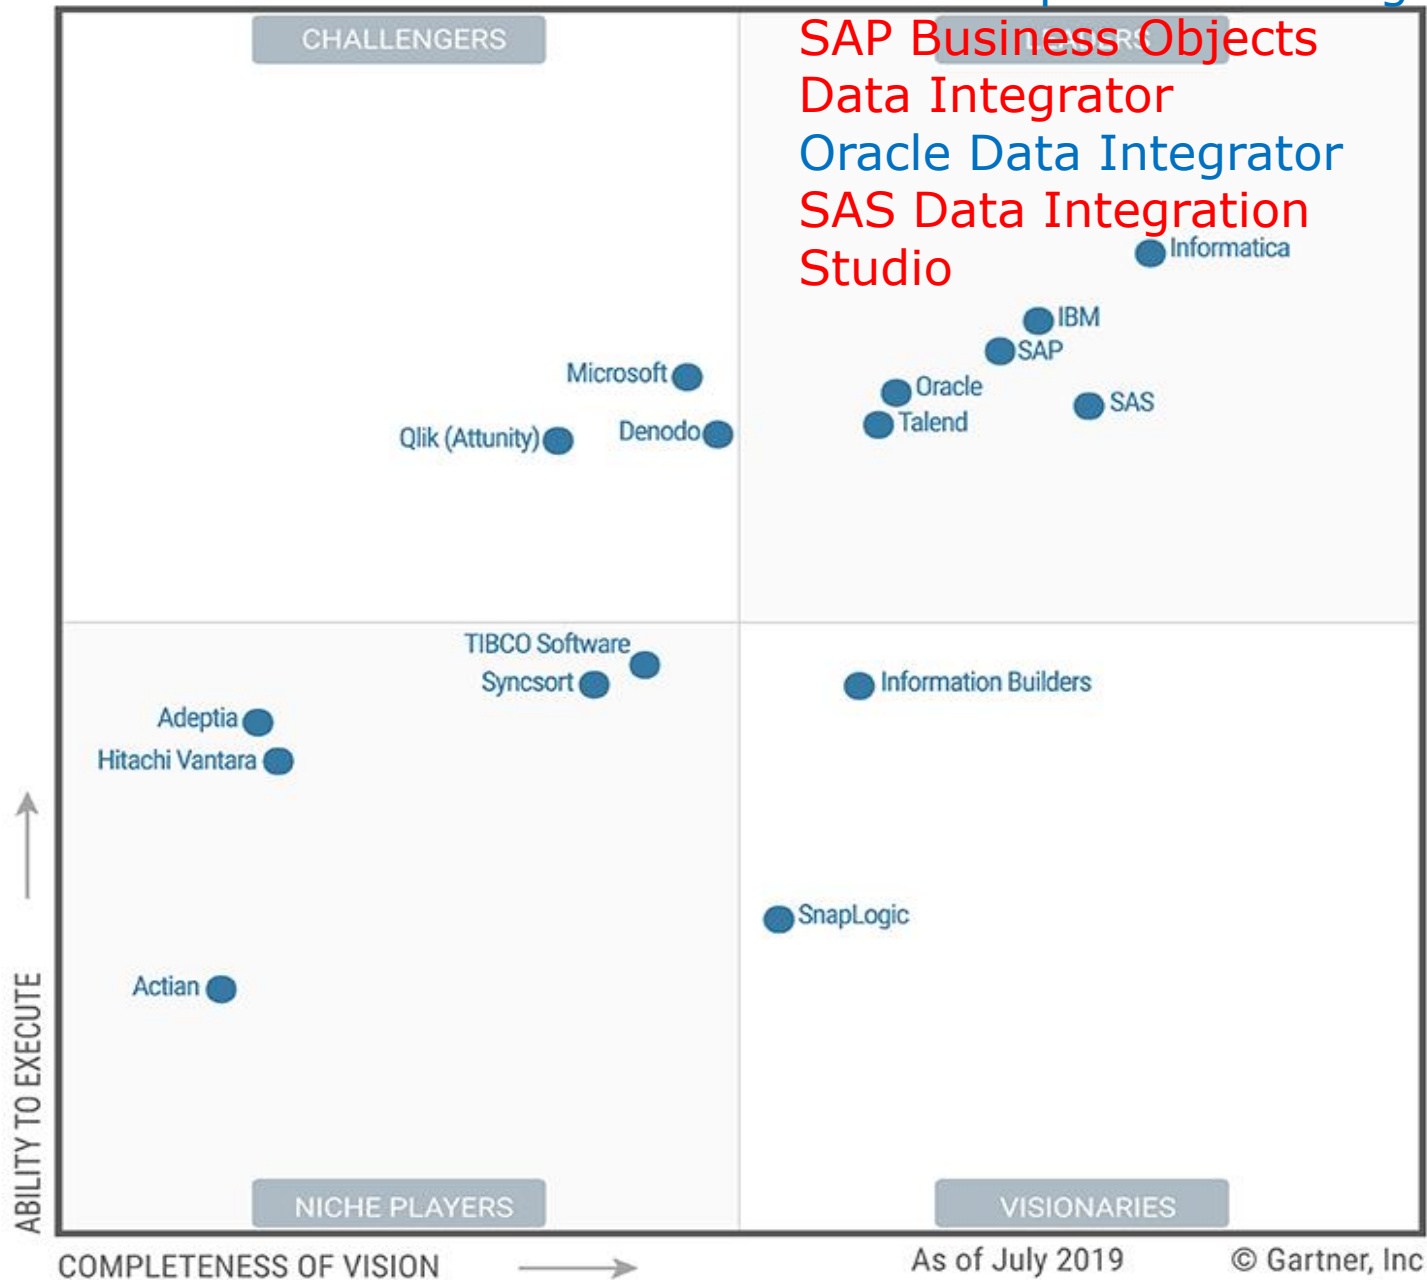 CHALLENGERS
LEADERS
SAP Business Objects
Data Integrator
Oracle Data Integrator
SAS Data Integration
Studio
Informatica
IBM
SAP
Microsoft
Oracle
SAS
Talend
Qlik (Attunity)
Denodo
TIBCO Software
Syncsort
Information Builders
Adeptia
Hitachi Vantara
SnapLogic
Actian
ABILITY TO EXECUTE
NICHE PLAYERS
VISIONARIES
COMPLETENESS OF VISION
As of July 2019
© Gartner, Inc